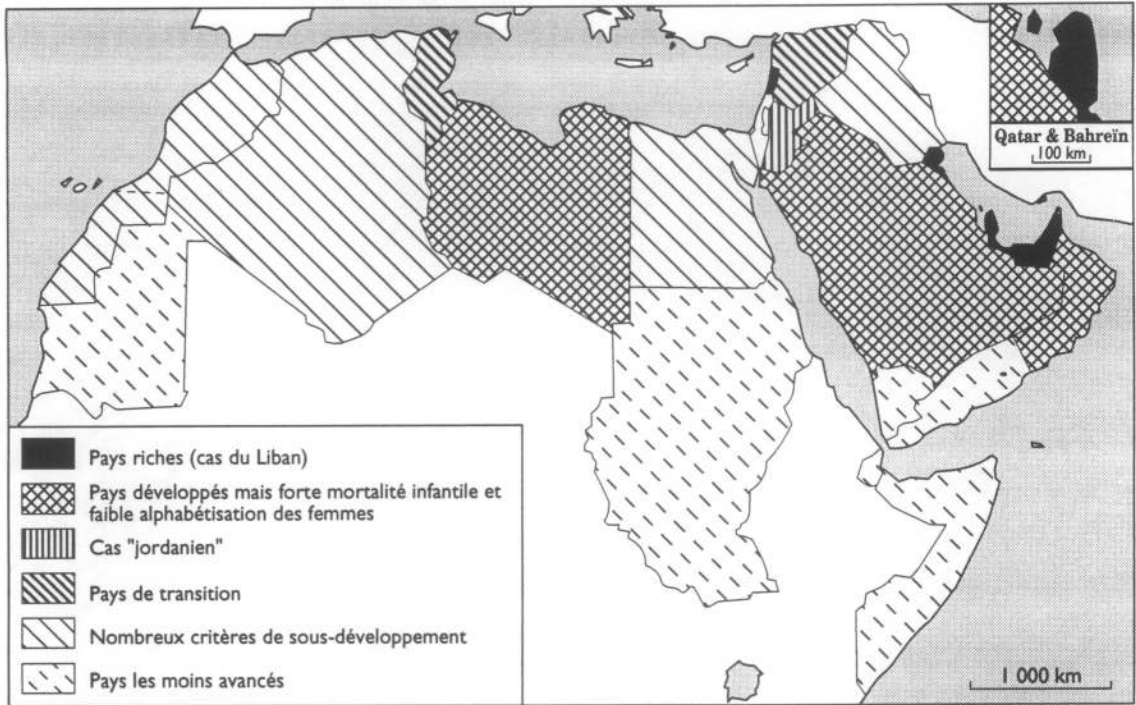 Qatar & Bahreïn
100 km
Pays riches (cas du Liban)
Pays développés mais forte mortalité infantile et
faible alphabétisation des femmes
Cas "jordanien"
Pays de transition
Nombreux critères de sous-développement
Pays les moins avancés
1 000 km